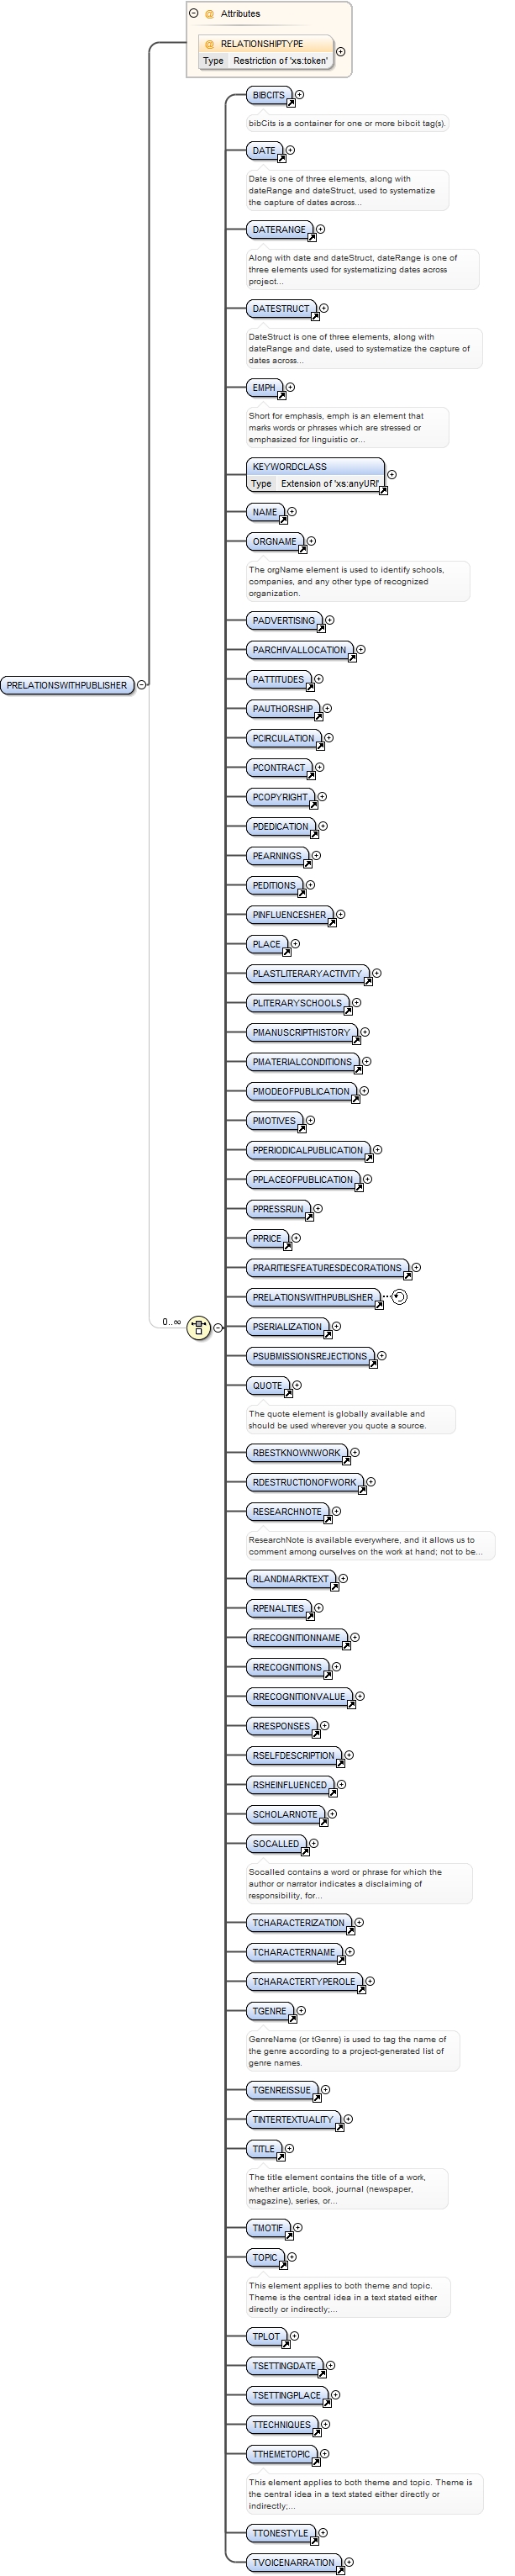 Attributes
RELATIONSHIPTYPE
Type Restriction of 'xs:token'
BIBCITS
bibCits is a container for one or more bibcit tag(s).
DATE
Date is one of three elements, along with
dateRange and dateStruct, used to systematize
the capture of dates across...
DATERANGE
Along with date and dateStruct, dateRange is one of
three elements used for systematizing dates across
project...
DATESTRUCT
DateStruct is one of three elements, along with
dateRange and date, used to systematize the capture of
dates across...
EMPH
Short for emphasis, emph is an element that
marks words or phrases which are stressed or
emphasized for linguistic or...
KEYWORDCLASS
Type Extension of 'xs:anyURI'
NAME
ORGNAME
The orgName element is used to identify schools,
companies, and any other type of recognized
organization.
PADVERTISING
PARCHIVALLOCATION
PRELATIONSWITHPUBLISHER
PATTITUDES
PAUTHORSHIP
PCIRCULATION
PCONTRACT
PCOPYRIGHT
PDEDICATION
PEARNINGS
PEDITIONS
PINFLUENCESHER
PLACE
PLASTLITERARYACTIVITY
PLITERARYSCHOOLS
PMANUSCRIPTHISTORY
PMATERIALCONDITIONS
PMODEOFPUBLICATION
PMOTIVES
PPERIODICALPUBLICATION
PPLACEOFPUBLICATION
PPRESSRUN
PPRICE
PRARITIESFEATURESDECORATIONS
PRELATIONSWITHPUBLISHER
0..∞
PSERIALIZATION
PSUBMISSIONSREJECTIONS
QUOTE
The quote element is globally available and
should be used wherever you quote a source.
RBESTKNOWNWORK
RDESTRUCTIONOFWORK
RESEARCHNOTE
ResearchNote is available everywhere, and it allows us to
comment among ourselves on the work at hand; not to be...
RLANDMARKTEXT
RPENALTIES
RRECOGNITIONNAME
RRECOGNITIONS
RRECOGNITIONVALUE
RRESPONSES
RSELFDESCRIPTION
RSHEINFLUENCED
SCHOLARNOTE
SOCALLED
Socalled contains a word or phrase for which the
author or narrator indicates a disclaiming of
responsibility, for...
TCHARACTERIZATION
TCHARACTERNAME
TCHARACTERTYPEROLE
TGENRE
GenreName (or tGenre) is used to tag the name of
the genre according to a project-generated list of
genre names.
TGENREISSUE
TINTERTEXTUALITY
TITLE
The title element contains the title of a work,
whether article, book, journal (newspaper,
magazine), series, or...
TMOTIF
TOPIC
This element applies to both theme and topic.
Theme is the central idea in a text stated either
directly or indirectly;...
TPLOT
TSETTINGDATE
TSETTINGPLACE
TTECHNIQUES
TTHEMETOPIC
This element applies to both theme and topic. Theme is
the central idea in a text stated either directly or
indirectly;...
TTONESTYLE
TVOICENARRATION